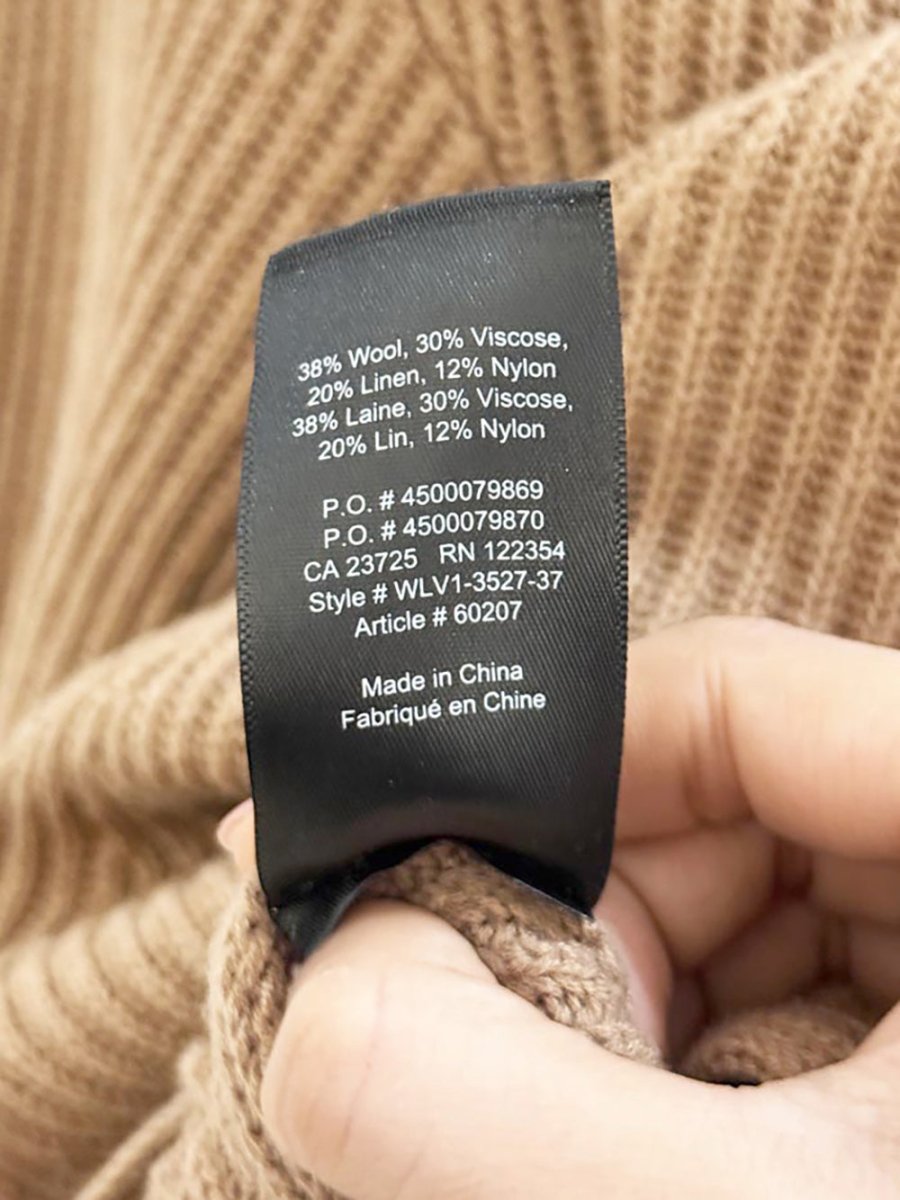 38% Wool, 30% Viscose,
20% Linen, 12% Nylon
38% Laine, 30% Viscose,
20% Lin, 12% Nylon
P.O. # 4500079869
P.O. # 4500079870
CA 23725 RN 122354
Style # WLV1-3527-37
Article # 60207
Made in China
Fabriqué en Chine